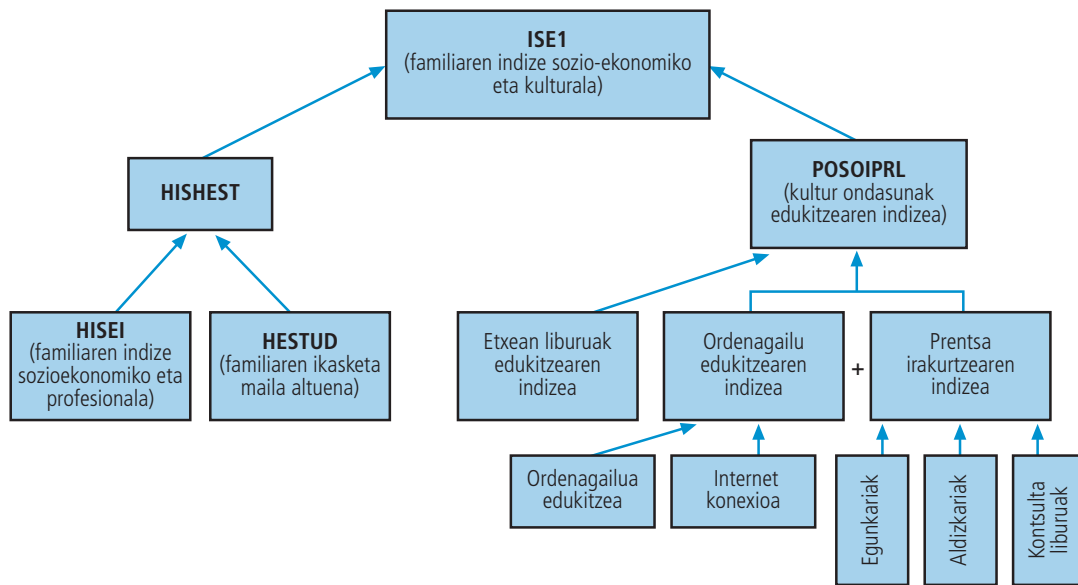 ISE1
(familiaren indize sozio-ekonomiko
eta kulturala)
HISHEST
POSOIPRL
(kultur ondasunak
edukitzearen indizea)
HISEI
(familiaren indize
sozioekonomiko eta
profesionala)
HESTUD
(familiaren ikasketa
maila altuena)
Etxean liburuak
edukitzearen
indizea
Ordenagailu
edukitzearen
indizea
+
Prentsa
irakurtzearen
indizea
Ordenagailua
edukitzea
Internet
konexioa
Egunkariak
Aldizkariak
Kontsulta
liburuak